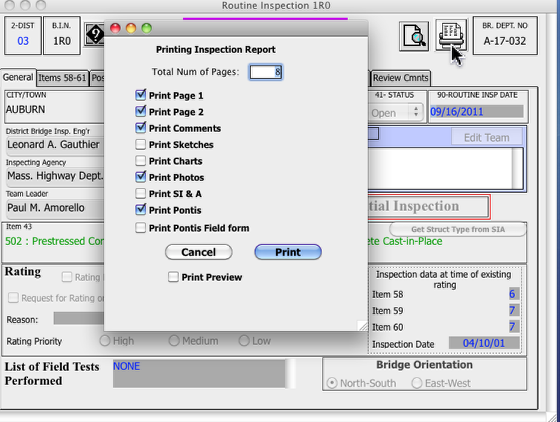 Routine Inspection 1R0
2-DIST
03
B.I.N.
1R0
BR. DEPT. NO
A-17-032
General
Items 58-61
Pos
Review Cmnts
CITY/TOWN
AUBURN
41- STATUS
Open
90-ROUTINE INSP DATE
09/16/2011
District Bridge Insp. Eng'r
Leonard A. Gauthier
Edit Team
Inspecting Agency
Mass. Highway Dept.
Team Leader
Paul M. Amorello
tial Inspection
Item 43
Get Struct Type from SIA
502 : Prestressed Con
ete Cast-in-Place
Printing Inspection Report
Total Num of Pages: 8
Print Page 1
Print Page 2
Print Comments
Print Sketches
Print Charts
Print Photos
Print SI & A
Print Pontis
Print Pontis Field form
Cancel
Print
Print Preview
Rating
Rating
Request for Rating or
Reason:
Rating Priority
High
Medium
Low
Inspection data at time of existing
rating
Item 58 6
Item 59 7
Item 60 7
Inspection Date 04/10/01
List of Field Tests
Performed
NONE
Bridge Orientation
North-South
East-West